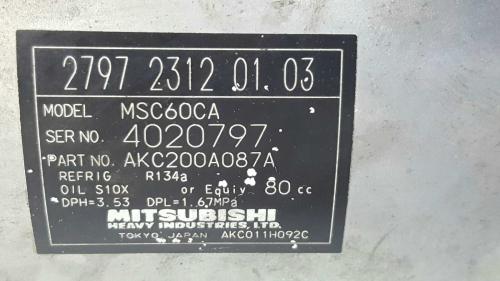 2797 2312 01.03
MODEL MSC60CA
SER NO. 4020797
PART NO. AKC200A087A
REFRIG R134a
OIL S10X or Equiv 80 cc
DPH=3.53 DPL=1.67MPa
MITSUBISHI
HEAVY INDUSTRIES, LTD.
TOKYO JAPAN AKC011H092C